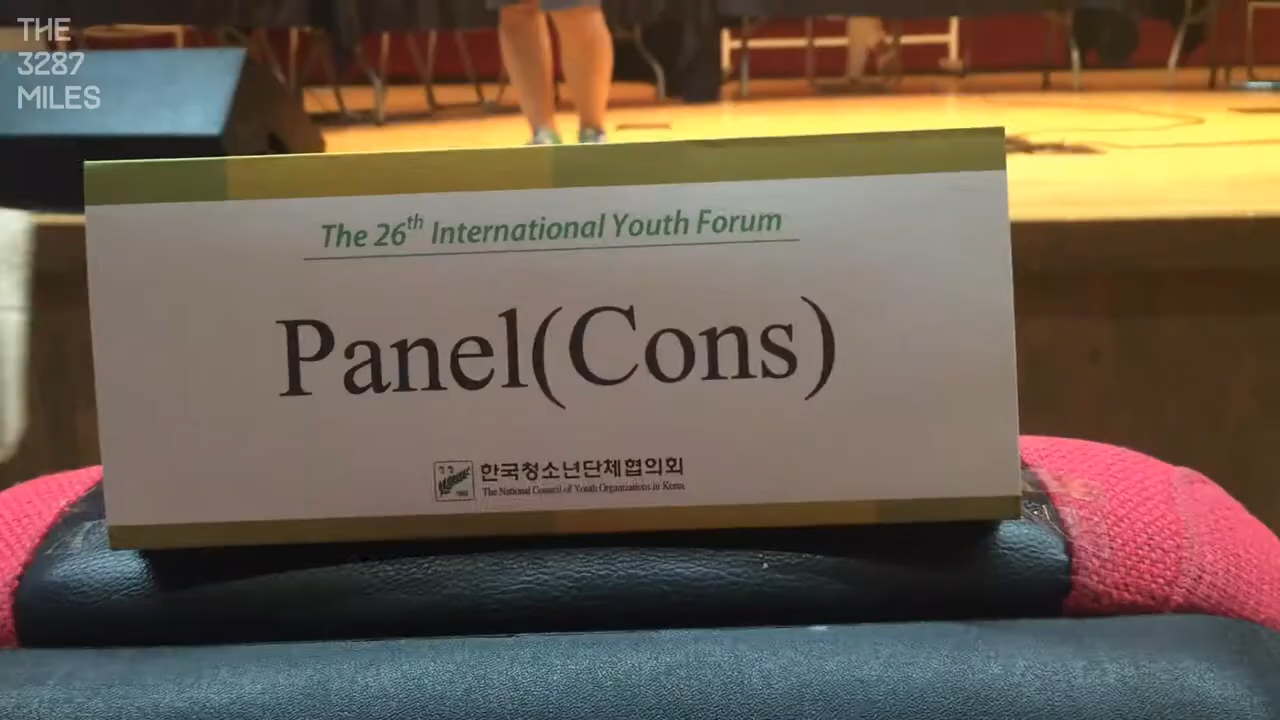 THE
3287
MILES
The 26th International Youth Forum
Panel(Cons)
한국청소년단체협의회
The National Council of Youth Organizations in Korea